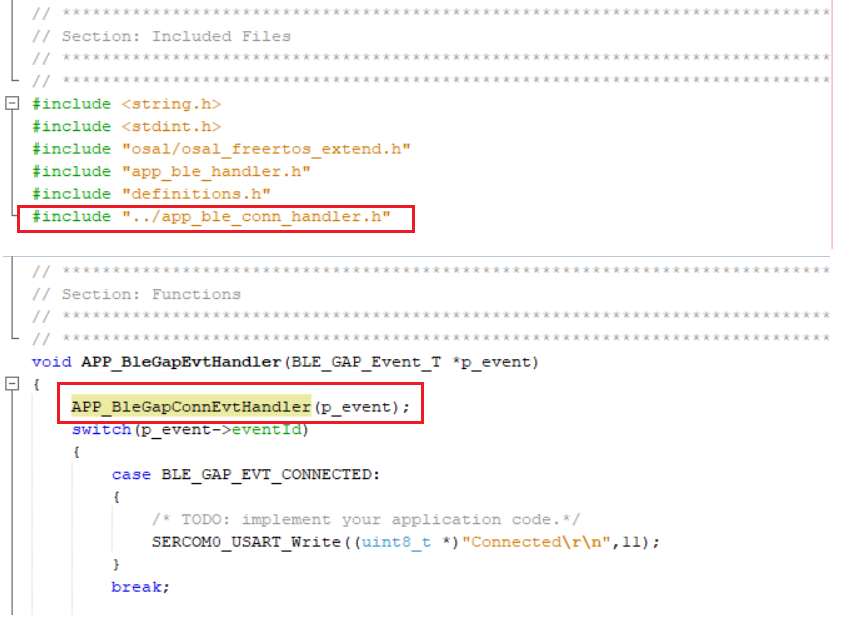 // *****************************************************************************
// Section: Included Files
// *****************************************************************************
// *****************************************************************************
#include <string.h>
#include <stdint.h>
#include "osal/osal_freertos_extend.h"
#include "app_ble_handler.h"
#include "definitions.h"
#include "../app_ble_conn_handler.h"
// *****************************************************************************
// Section: Functions
// *****************************************************************************
// *****************************************************************************
void APP_BleGapEvtHandler(BLE_GAP_Event_T *p_event)
{
APP_BleGapConnEvtHandler(p_event);
switch(p_event->eventId)
{
case BLE_GAP_EVT_CONNECTED:
{
/* TODO: implement your application code.*/
SERCOM0_USART_Write((uint8_t *)"Connected\r\n",11);
}
break;